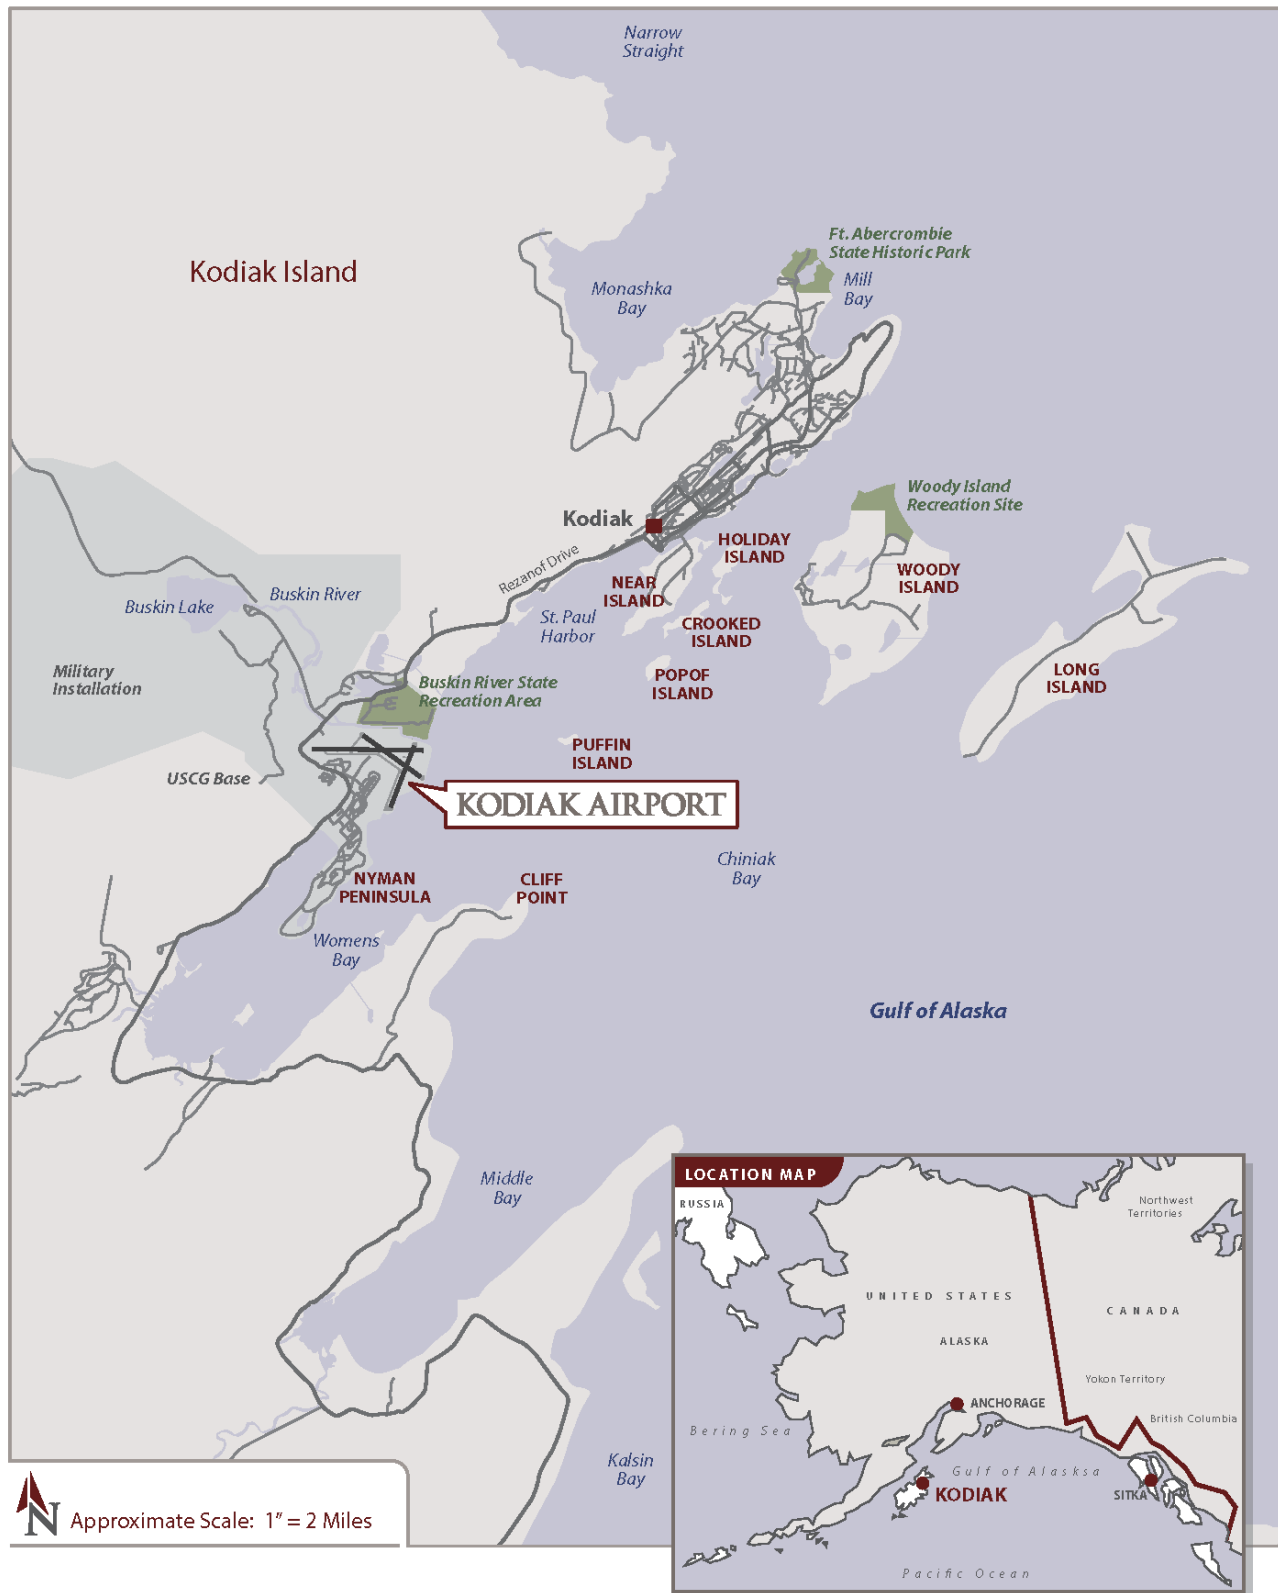 Narrow
Straight
Ft. Abercrombie
State Historic Park
Kodiak Island
Mill
Bay
Monashka
Bay
Woody Island
Recreation Site
Kodiak
HOLIDAY
ISLAND
Rezanof Drive
NEAR
ISLAND
WOODY
ISLAND
Buskin River
Buskin Lake
St. Paul
Harbor
CROOKED
ISLAND
Military
Installation
POPOF
ISLAND
LONG
ISLAND
Buskin River State
Recreation Area
PUFFIN
ISLAND
USCG Base
KODIAK AIRPORT
Chiniak
Bay
NYMAN
PENINSULA
CLIFF
POINT
Womens
Bay
Gulf of Alaska
Middle
Bay
Kalsin
Bay
N
Approximate Scale: 1" = 2 Miles
LOCATION MAP
RUSSIA
Northwest
Territories
UNITED STATES
CANADA
ALASKA
Yokon Territory
ANCHORAGE
British Columbia
Bering Sea
Gulf of Alasksa
KODIAK
SITKA
Pacific Ocean